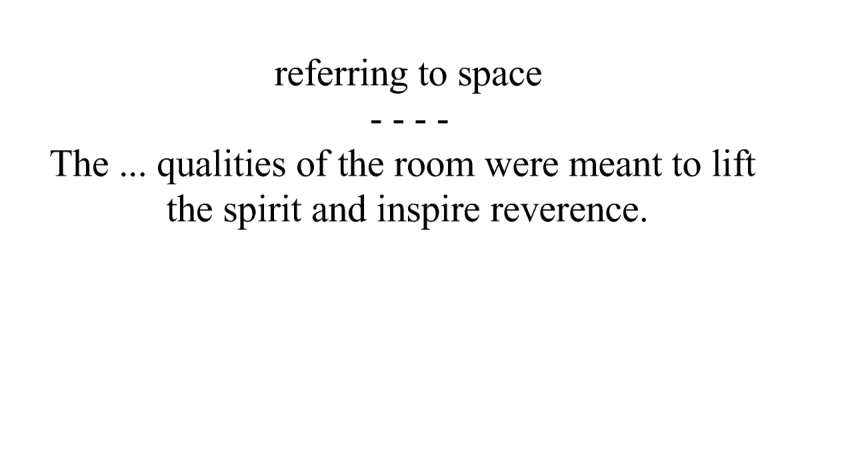 referring to space
- - - -
The ... qualities of the room were meant to lift
the spirit and inspire reverence.